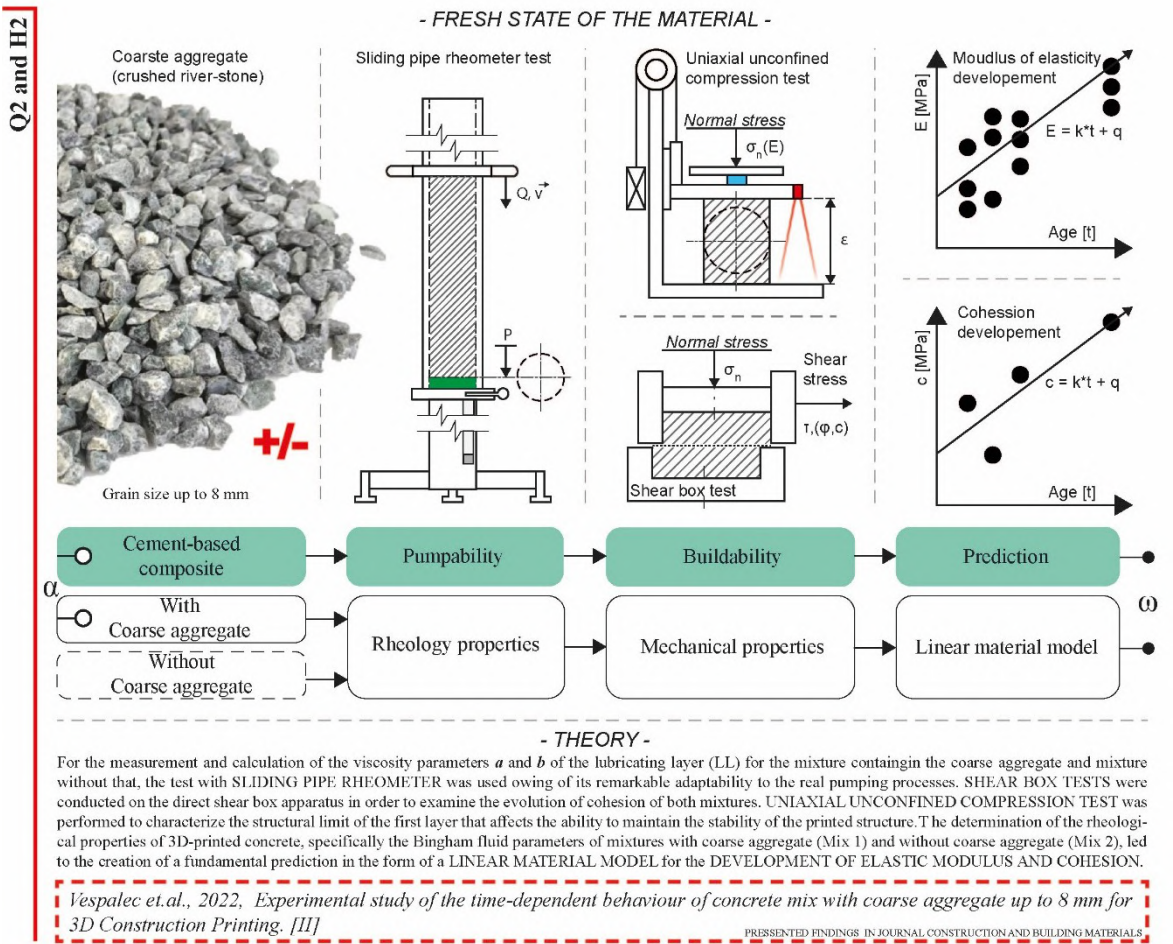 Q2 and H2
- FRESH STATE OF THE MATERIAL -
Coarste aggregate
(crushed river-stone)
+/-
Grain size up to 8 mm
Sliding pipe rheometer test
Q, v
P
Uniaxial unconfined
compression test
Normal stress
σn(E)
ε
Normal stress
σn
Shear
stress
τ,(φ,c)
Shear box test
Moudlus of elasticity
developement
E [MPa]
E = k*t + q
Age [t]
Cohession
developement
c [MPa]
c = k*t + q
Age [t]
Cement-based
composite
Pumpability
Buildability
Prediction
α
ω
With
Coarse aggregate
Without
Coarse aggregate
Rheology properties
Mechanical properties
Linear material model
- THEORY -
For the measurement and calculation of the viscosity parameters a and b of the lubricating layer (LL) for the mixture containgin the coarse aggregate and mixture
without that, the test with SLIDING PIPE RHEOMETER was used owing of its remarkable adaptability to the real pumping processes. SHEAR BOX TESTS were
conducted on the direct shear box apparatus in order to examine the evolution of cohesion of both mixtures. UNIAXIAL UNCONFINED COMPRESSION TEST was
performed to characterize the structural limit of the first layer that affects the ability to maintain the stability of the printed structure.The determination of the rheologi-
cal properties of 3D-printed concrete, specifically the Bingham fluid parameters of mixtures with coarse aggregate (Mix 1) and without coarse aggregate (Mix 2), led
to the creation of a fundamental prediction in the form of a LINEAR MATERIAL MODEL for the DEVELOPMENT OF ELASTIC MODULUS AND COHESION.
Vespalec et.al., 2022, Experimental study of the time-dependent behaviour of concrete mix with coarse aggregate up to 8 mm for
3D Construction Printing. [II]
PRESSENTED FINDINGS IN JOURNAL CONSTRUCTION AND BUILDING MATERIALS